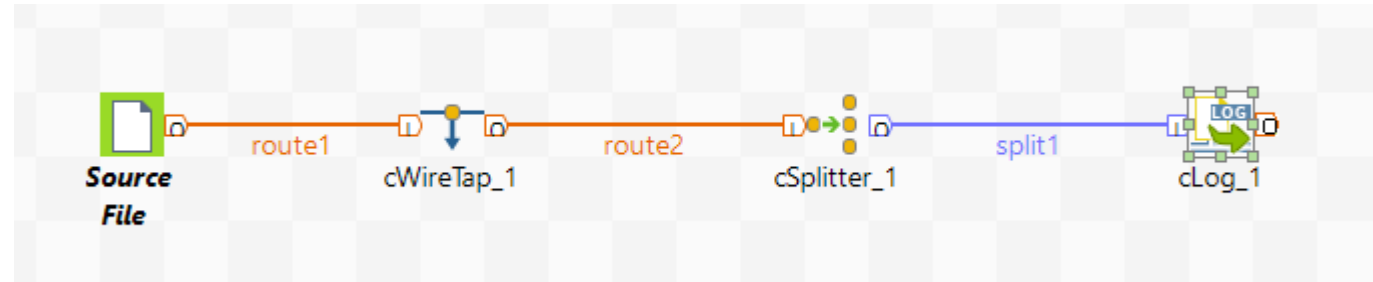 LOG
O
I
O
I
O
I
O
route1
route2
split1
Source
File
cWireTap_1
cSplitter_1
cLog_1